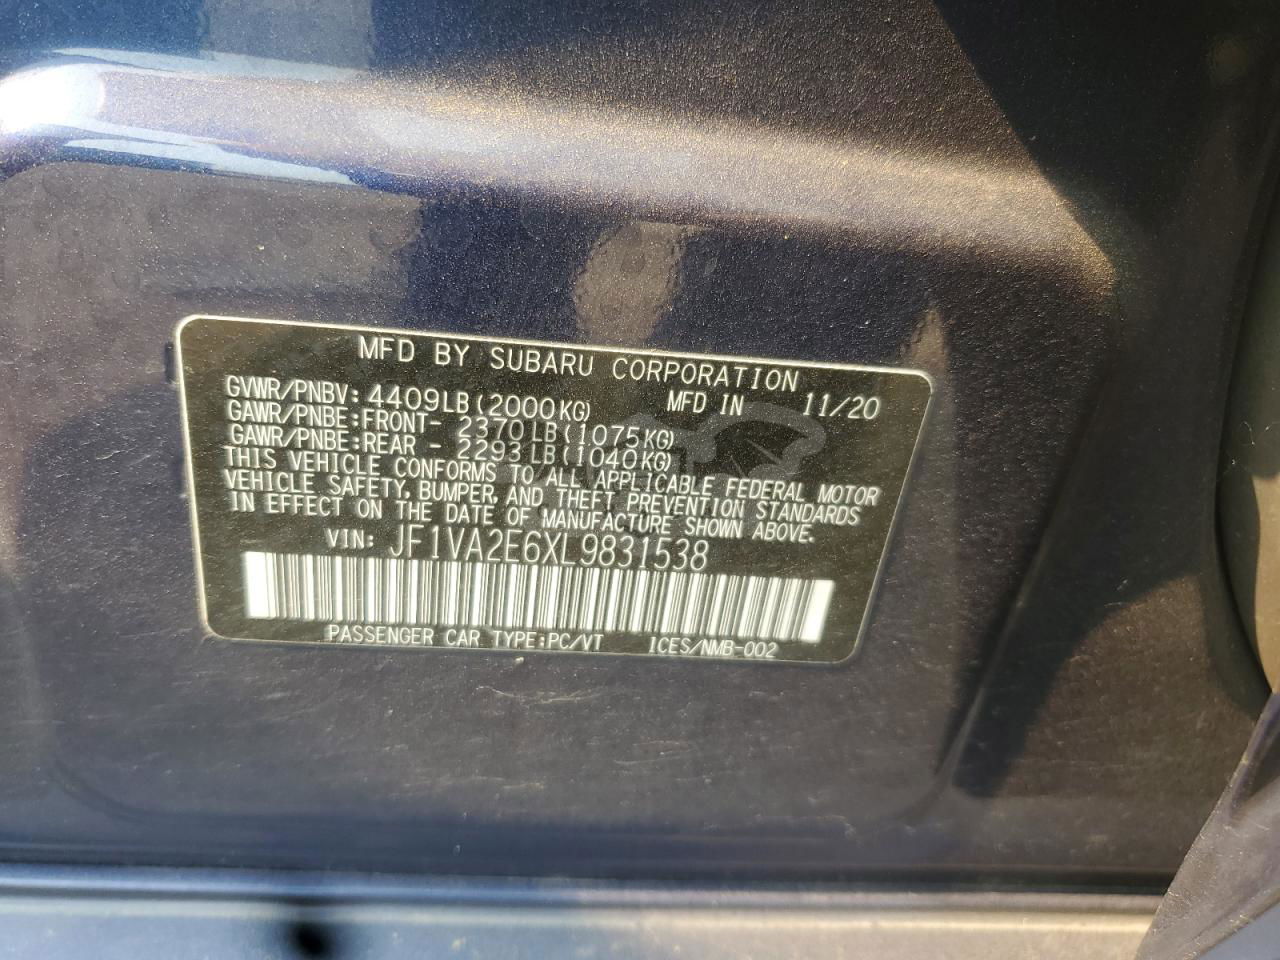 MFD BY SUBARU CORPORATION
GVWR/PNBV: 4409LB(2000KG) MFD IN 11/20
GAWR/PNBE:FRONT- 2370LB(1075KG)
GAWR/PNBE:REAR - 2293LB(1040KG)
THIS VEHICLE CONFORMS TO ALL APPLICABLE FEDERAL MOTOR
VEHICLE SAFETY, BUMPER, AND THEFT PREVENTION STANDARDS
IN EFFECT ON THE DATE OF MANUFACTURE SHOWN ABOVE.
VIN: JF1VA2E6XL9831538
PASSENGER CAR TYPE:PC/VT ICES/NMB-002